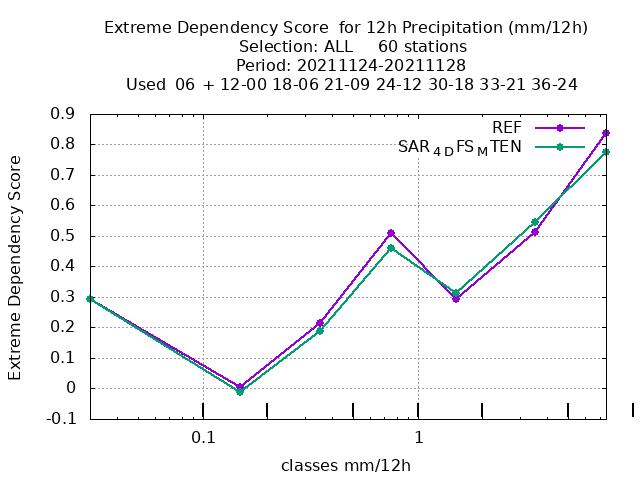 Extreme Dependency Score  for 12h Precipitation (mm/12h)
Selection: ALL     60 stations
Period: 20211124-20211128
Used  06 + 12-00 18-06 21-09 24-12 30-18 33-21 36-24
Extreme Dependency Score
0.9
0.8
0.7
0.6
0.5
0.4
0.3
0.2
0.1
0
-0.1
REF
SAR4DFSMTEN
0.1
1
classes mm/12h